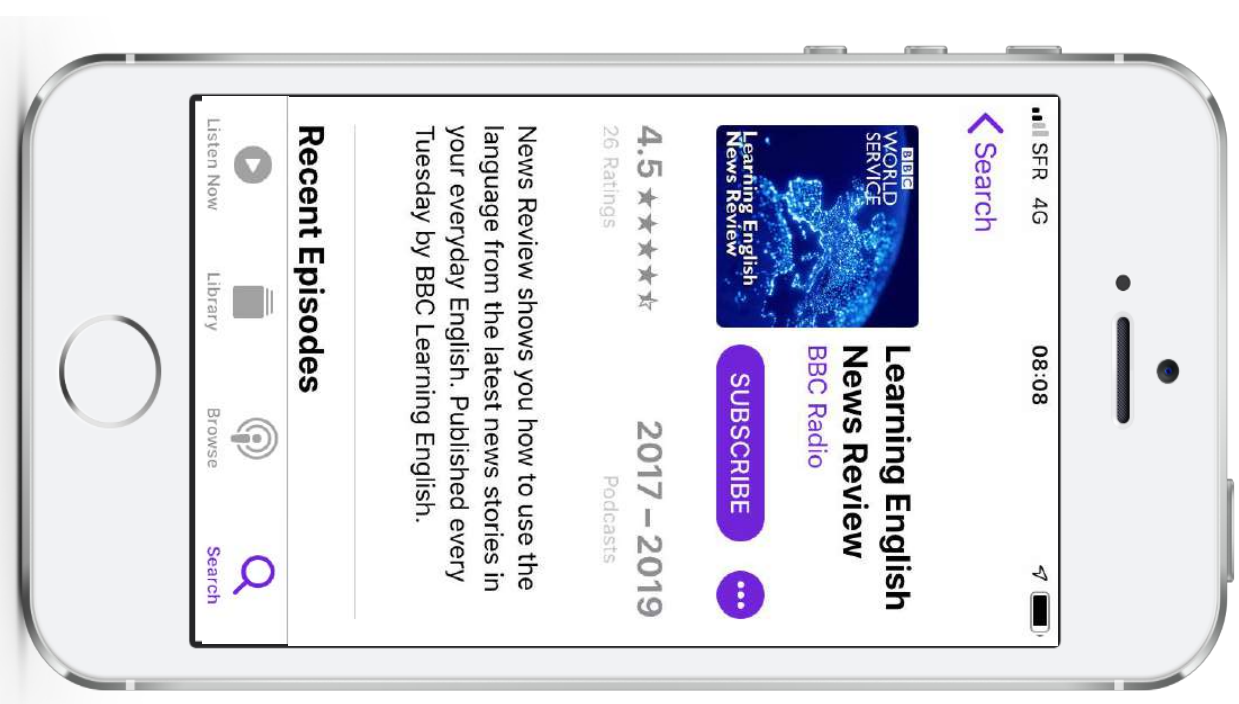 SFR 4G 08:08
Search
BBC
WORLD
SERVICE
Learning English
News Review
Learning English
News Review
BBC Radio
SUBSCRIBE
4.5 ★★★★★ 2017 – 2019
26 Ratings Podcasts
News Review shows you how to use the
language from the latest news stories in
your everyday English. Published every
Tuesday by BBC Learning English.
Recent Episodes
Listen Now Library Browse Search